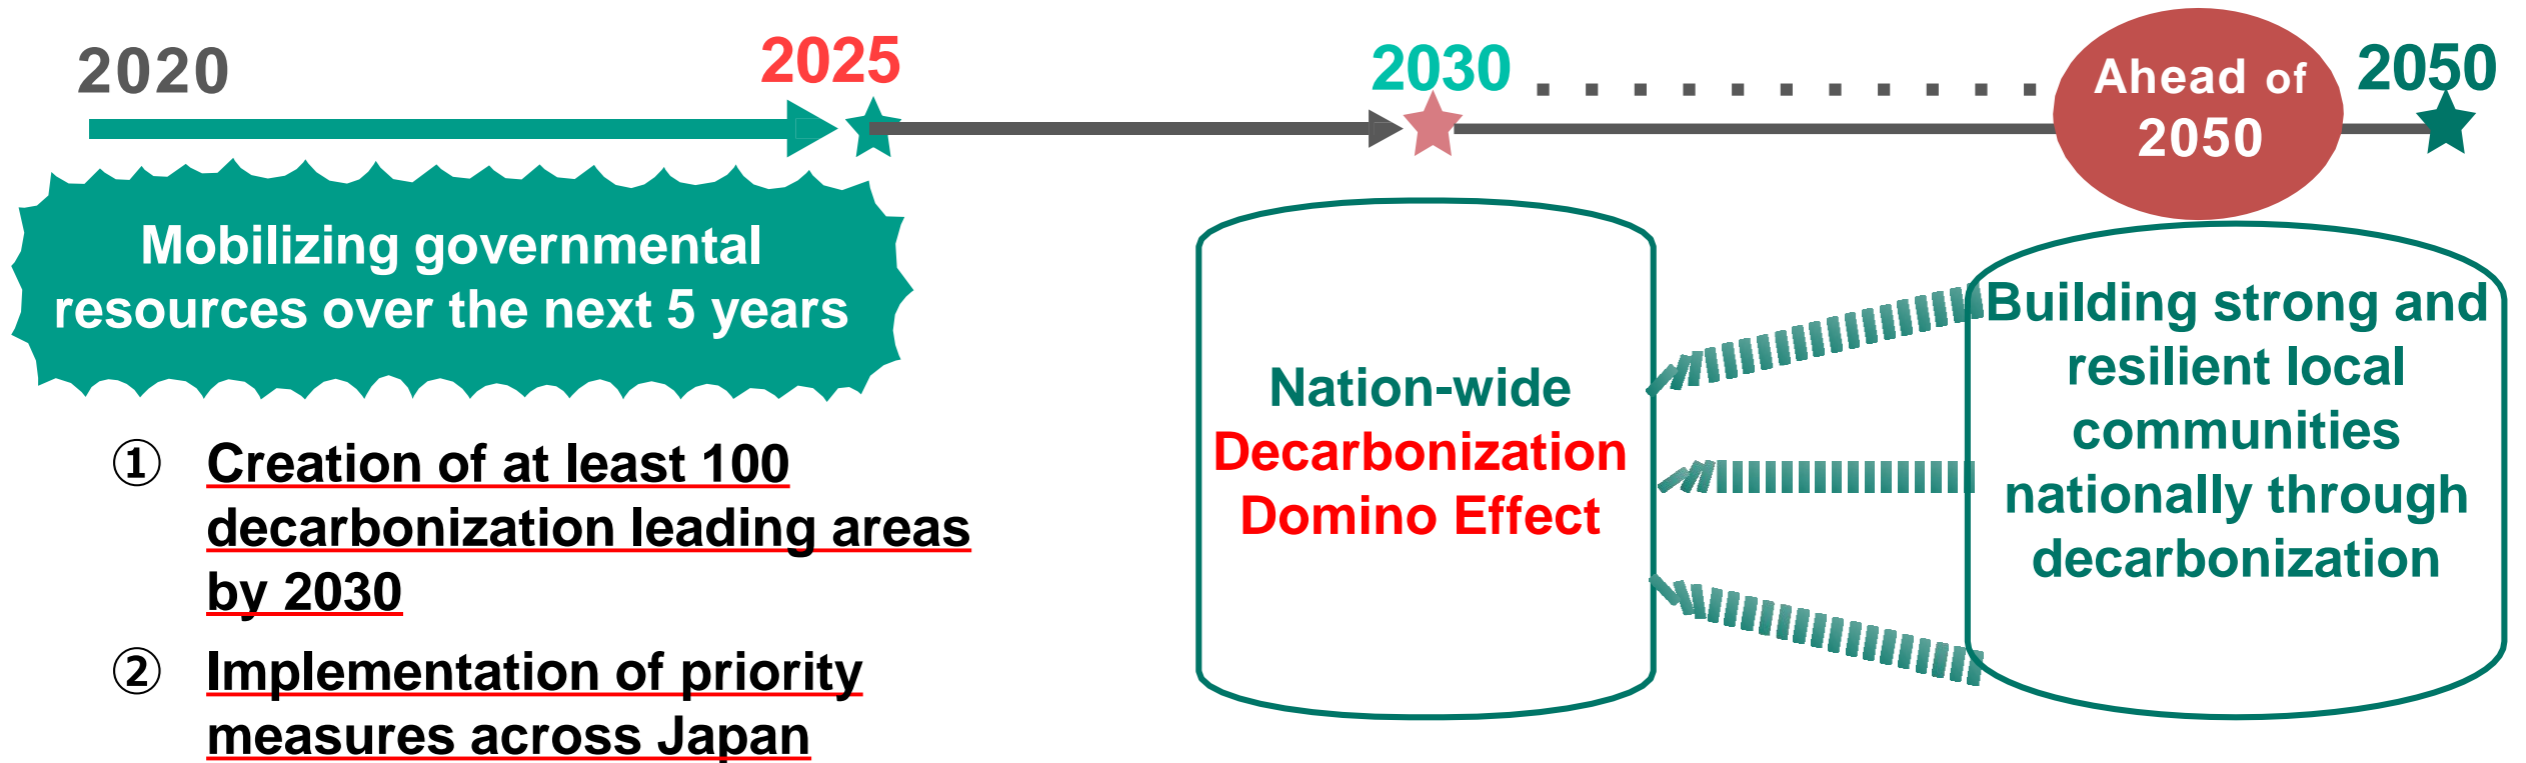 2020
2025
2030
Ahead of
2050
2050
Mobilizing governmental
resources over the next 5 years
① Creation of at least 100
decarbonization leading areas
by 2030
② Implementation of priority
measures across Japan
Nation-wide
Decarbonization
Domino Effect
Building strong and
resilient local
communities
nationally through
decarbonization